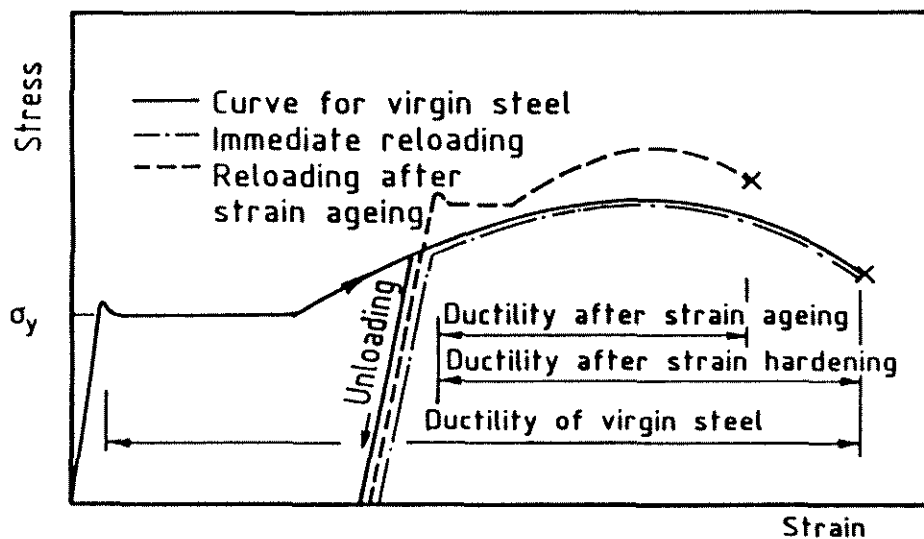 Stress
Curve for virgin steel
Immediate reloading
Reloading after
strain ageing
σy
Unloading
Ductility after strain ageing
Ductility after strain hardening
Ductility of virgin steel
Strain